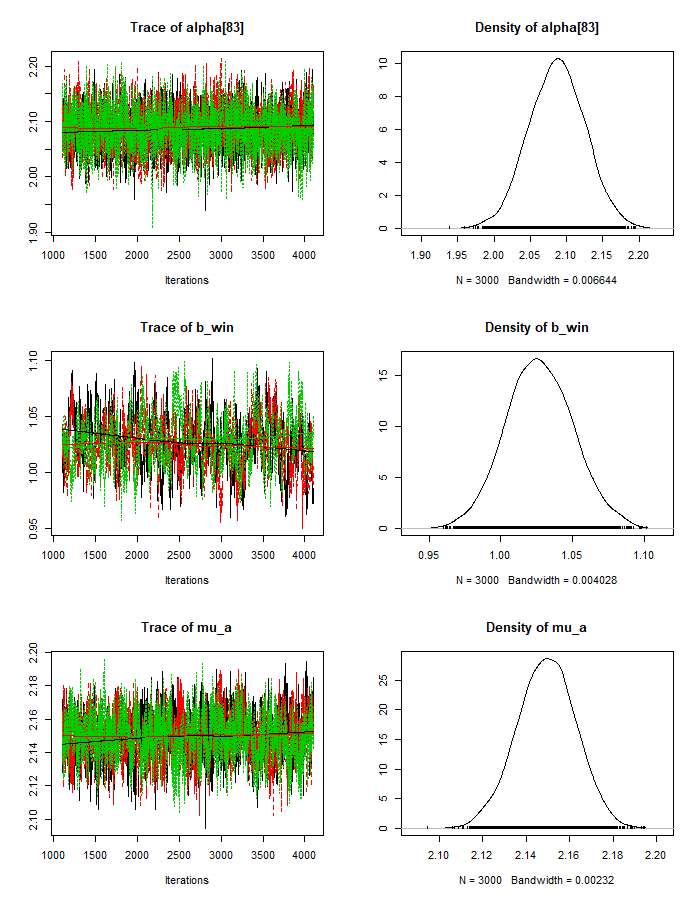 Trace of alpha[83]
Density of alpha[83]
1.90 2.00 2.10 2.20
1000 1500 2000 2500 3000 3500 4000
Iterations
0 2 4 6 8 10
1.90 1.95 2.00 2.05 2.10 2.15 2.20
N = 3000 Bandwidth = 0.006644
Trace of b_win
Density of b_win
0.95 1.00 1.05 1.10
1000 1500 2000 2500 3000 3500 4000
Iterations
0 5 10 15
0.95 1.00 1.05 1.10
N = 3000 Bandwidth = 0.004028
Trace of mu_a
Density of mu_a
2.10 2.12 2.14 2.16 2.18 2.20
1000 1500 2000 2500 3000 3500 4000
Iterations
0 5 10 15 20 25
2.10 2.12 2.14 2.16 2.18 2.20
N = 3000 Bandwidth = 0.00232